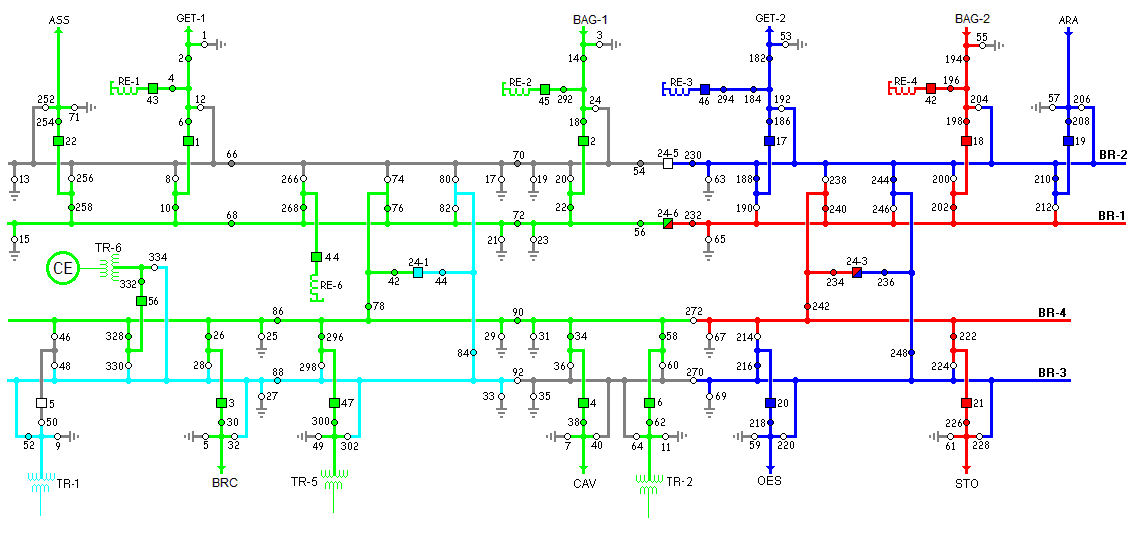 ASS GET-1 BAG-1 GET-2 BAG-2 ARA
1 3 53 55
2 14 182 194
RE-1 4 RE-2 RE-3 RE-4 196
43 45 292 46 294 184 42
252 71 12 24 192 204 57 206
254 6 18 186 198 208
22 1 2 17 18 19
66 70 24-5 230 BR-2
54
13 256 8 266 74 80 17 19 20 63 188 238 244 200 210
258 10 268 76 82 22 190 240 246 202 212
68 72 24-6 232 BR-1
56
15 21 23 65
TR-6 334 44 24-1 24-3
CE 332 42 44 234 236
56 RE-6
78 242
86 90 272 BR-4
46 328 26 25 296 29 31 34 58 67 214 222
84 248
48 330 28 298 36 60 216 224
88 92 270 BR-3
27 33 35 69
5 3 47 4 6 20 21
50 30 300 38 62 218 226
52 9 5 32 49 302 7 40 64 11 59 220 61 228
TR-1 BRC TR-5 CAV TR-2 OES STO